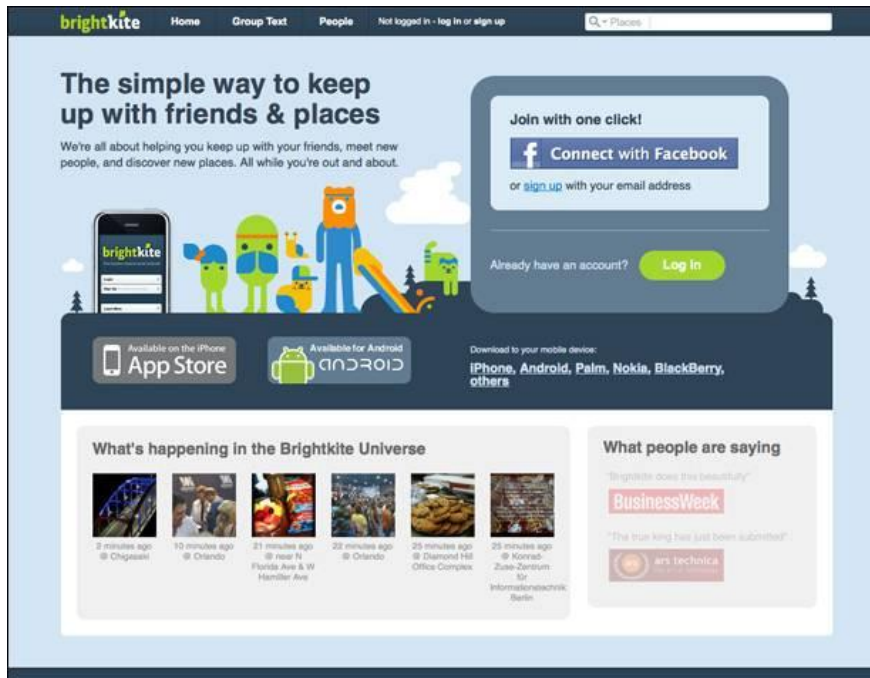 brightkite Home Group Text People Not logged in - log in or sign up Places
The simple way to keep
up with friends & places
We're all about helping you keep up with your friends, meet new
people, and discover new places. All while you're out and about.
Join with one click!
f Connect with Facebook
or sign up with your email address
Already have an account? Log In
brightkite
Available on the iPhone
App Store
Available for Android
ANDROID
Download to your mobile device:
iPhone, Android, Palm, Nokia, BlackBerry,
others
What's happening in the Brightkite Universe
3 minutes ago
@ Chigasaki
10 minutes ago
@ Orlando
21 minutes ago
@ near N
Florida Ave & W
Hamiller Ave
22 minutes ago
@ Orlando
25 minutes ago
@ Diamond Hill
Office Complex
25 minutes ago
@ Konrad-
Zuse-Zentrum
für
Informationstechnik
Berlin
What people are saying
"Brightkite does this beautifully"
BusinessWeek
"The true king has just been submitted"
ars technica